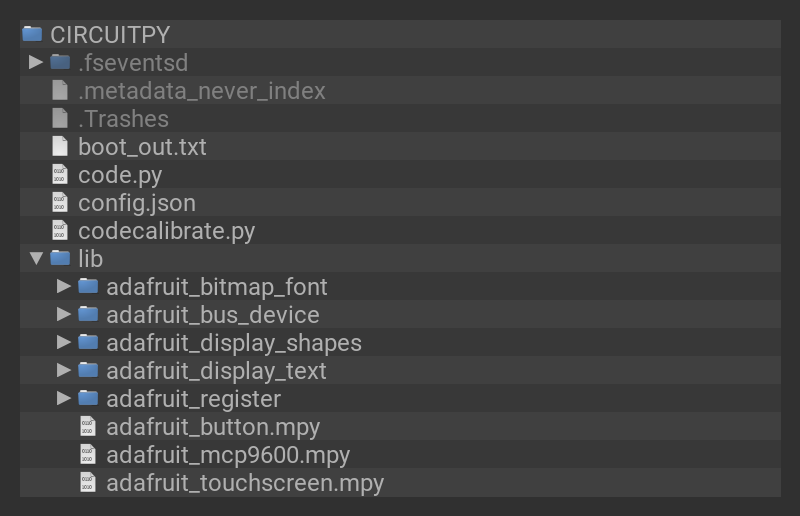 CIRCUITPY
.fseventsd
.metadata_never_index
.Trashes
boot_out.txt
code.py
config.json
codecalibrate.py
lib
adafruit_bitmap_font
adafruit_bus_device
adafruit_display_shapes
adafruit_display_text
adafruit_register
adafruit_button.mpy
adafruit_mcp9600.mpy
adafruit_touchscreen.mpy